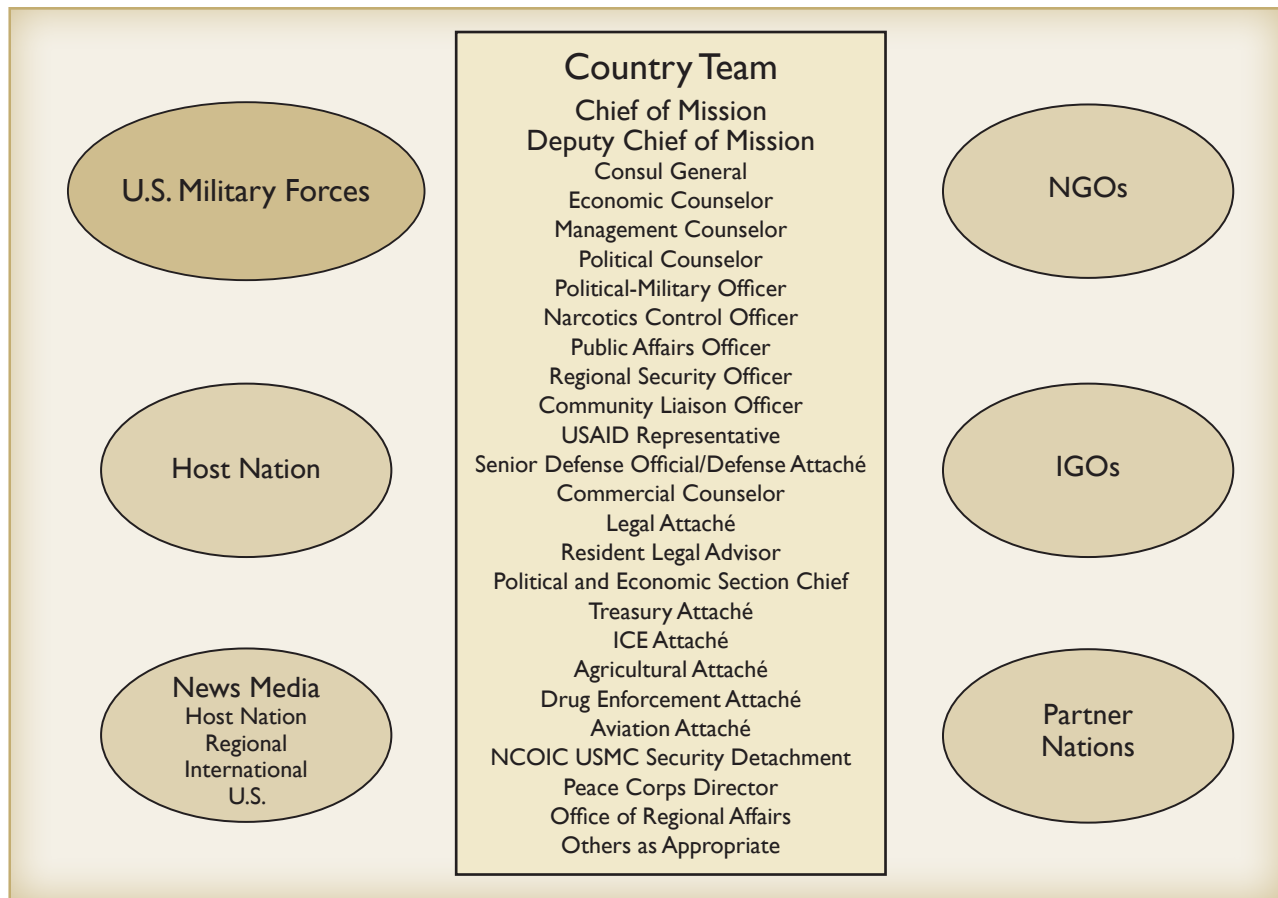 U.S. Military Forces
Host Nation
News Media
Host Nation
Regional
International
U.S.
Country Team
Chief of Mission
Deputy Chief of Mission
Consul General
Economic Counselor
Management Counselor
Political Counselor
Political-Military Officer
Narcotics Control Officer
Public Affairs Officer
Regional Security Officer
Community Liaison Officer
USAID Representative
Senior Defense Official/Defense Attaché
Commercial Counselor
Legal Attaché
Resident Legal Advisor
Political and Economic Section Chief
Treasury Attaché
ICE Attaché
Agricultural Attaché
Drug Enforcement Attaché
Aviation Attaché
NCOIC USMC Security Detachment
Peace Corps Director
Office of Regional Affairs
Others as Appropriate
NGOs
IGOs
Partner
Nations